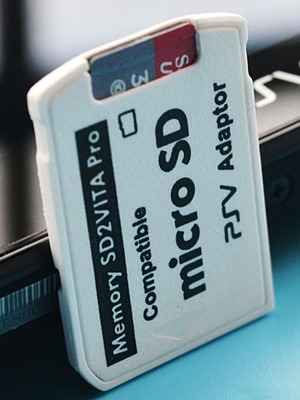 Memory SD2VITA Pro
Compatible
micro SD
PSV Adaptor